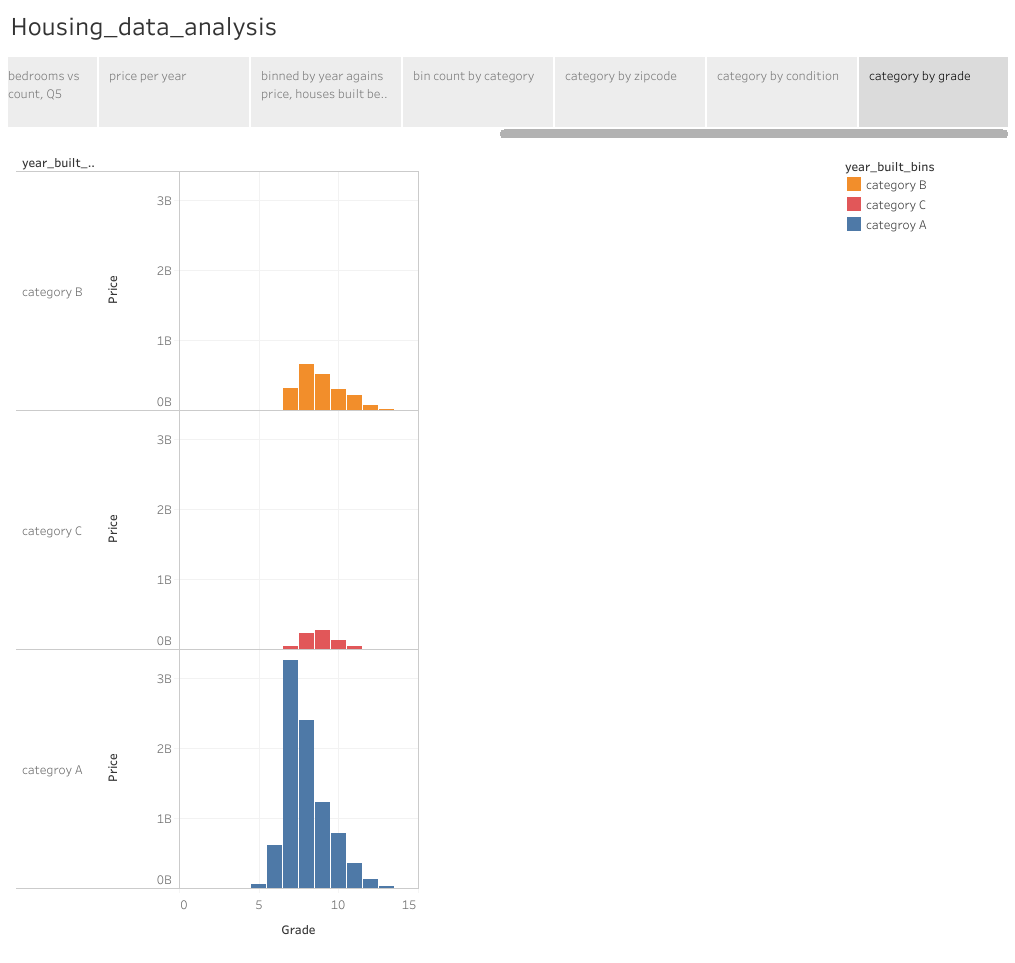 Housing_data_analysis
bedrooms vs
count, Q5
price per year
binned by year agains
price, houses built be..
bin count by category
category by zipcode
category by condition
category by grade
year_built_..
year_built_bins
category B
category C
categroy A
category B
Price
3B
2B
1B
0B
category C
Price
3B
2B
1B
0B
categroy A
Price
3B
2B
1B
0B
0
5
10
15
Grade